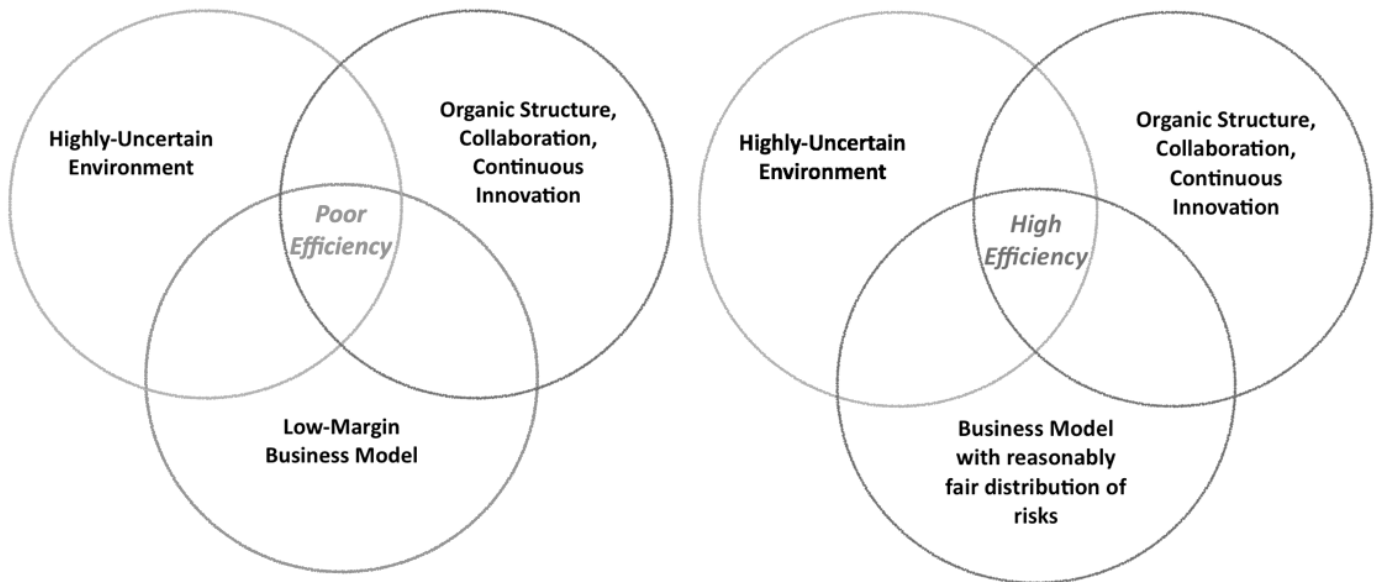 Highly-Uncertain
Environment
Organic Structure,
Collaboration,
Continuous
Innovation
Poor
Efficiency
Low-Margin
Business Model
Highly-Uncertain
Environment
Organic Structure,
Collaboration,
Continuous
Innovation
High
Efficiency
Business Model
with reasonably
fair distribution of
risks